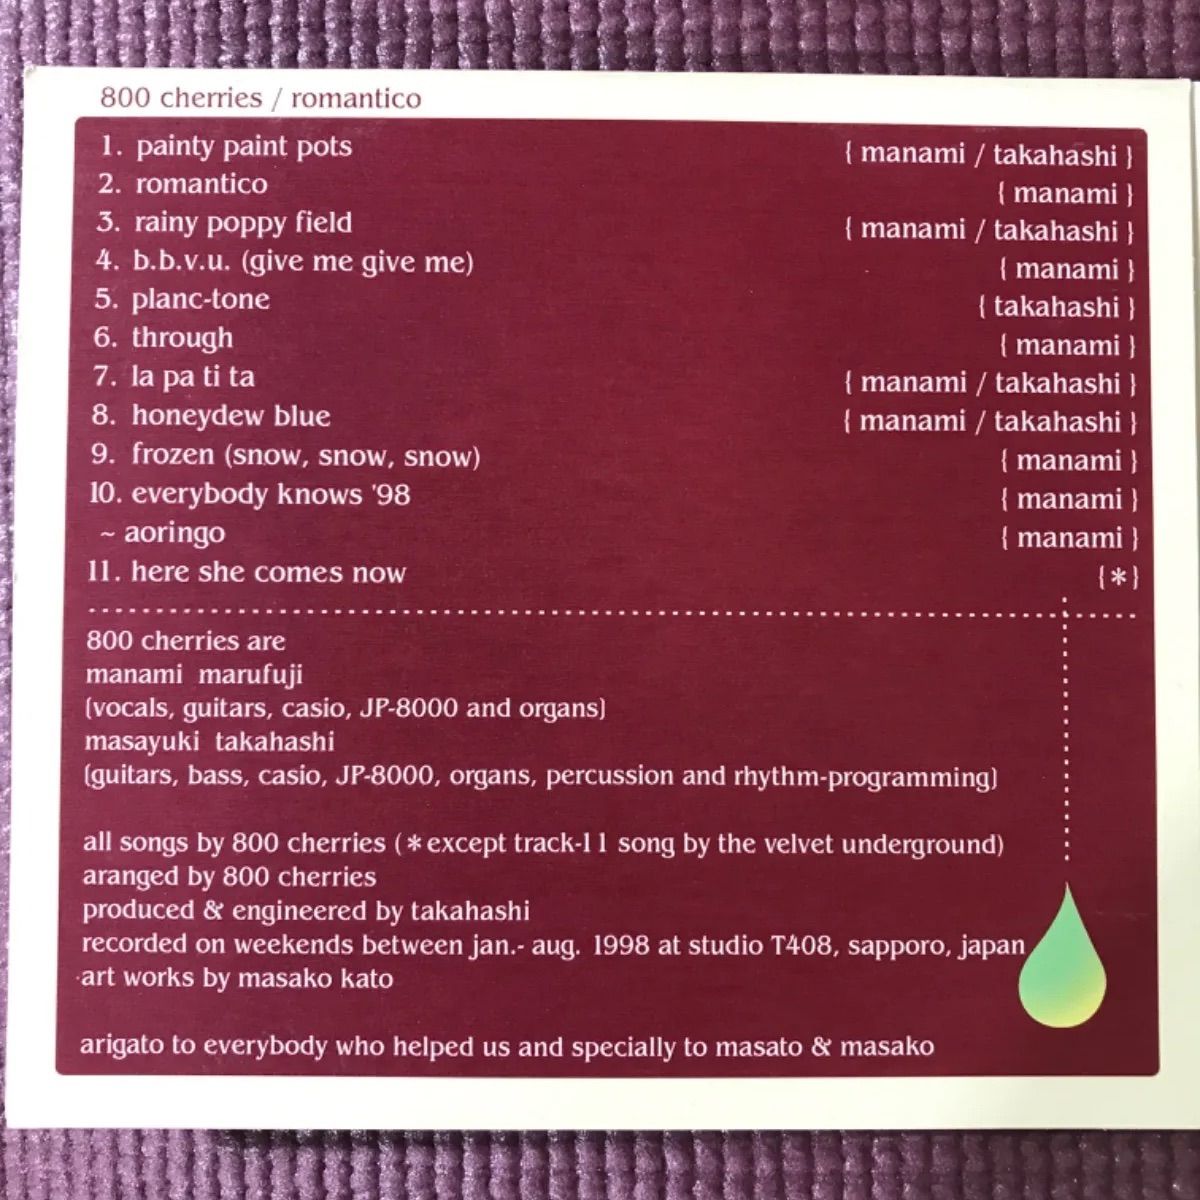 800 cherries / romantico
1. painty paint pots { manami / takahashi }
2. romantico { manami }
3. rainy poppy field { manami / takahashi }
4. b.b.v.u. (give me give me) { manami }
5. planc-tone { takahashi }
6. through { manami }
7. la pa ti ta { manami / takahashi }
8. honeydew blue { manami / takahashi }
9. frozen (snow, snow, snow) { manami }
10. everybody knows '98 { manami }
~ aoringo { manami }
11. here she comes now {*}
800 cherries are
manami marufuji
(vocals, guitars, casio, JP-8000 and organs)
masayuki takahashi
(guitars, bass, casio, JP-8000, organs, percussion and rhythm-programming)
all songs by 800 cherries (*except track-11 song by the velvet underground)
aranged by 800 cherries
produced & engineered by takahashi
recorded on weekends between jan.- aug. 1998 at studio T408, sapporo, japan
art works by masako kato
arigato to everybody who helped us and specially to masato & masako